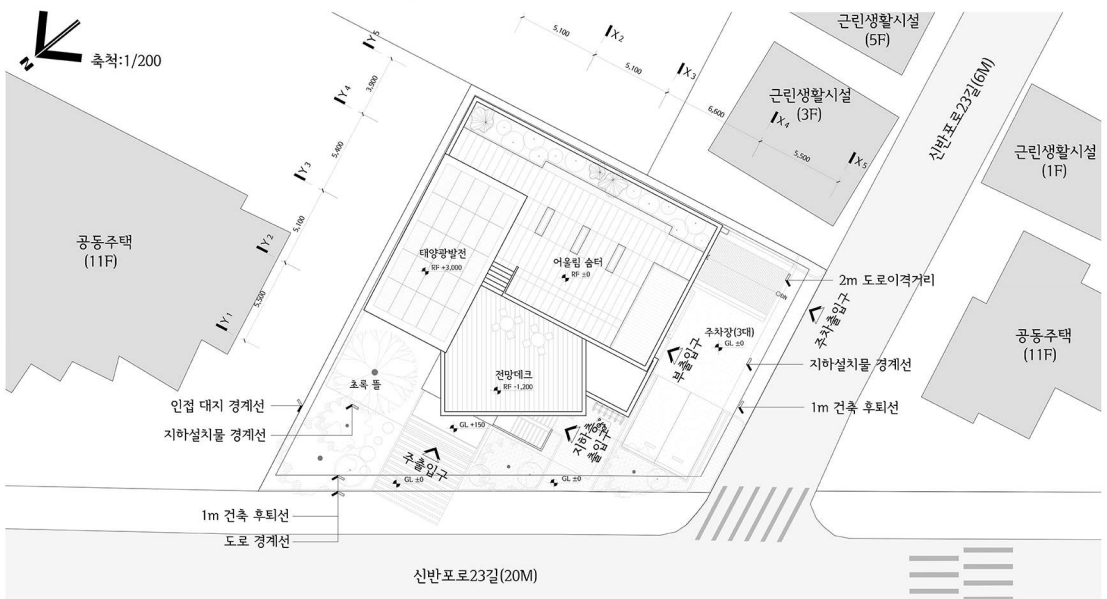 N
축척:1/200
Y5
3,900
Y4
5,400
Y3
5,100
Y2
5,500
Y1
5,100
X2
5,100
X3
6,600
X4
5,500
X5
근린생활시설
(5F)
근린생활시설
(3F)
신반포로23길(6M)
근린생활시설
(1F)
공동주택
(11F)
공동주택
(11F)
태양광발전
RF +3,000
어울림 쉼터
RF ±0
전망데크
RF -1,200
초록 뜰
주차장(3대)
GL ±0
2m 도로이격거리
주차출입구
부출입구
지하설치물 경계선
1m 건축 후퇴선
인접 대지 경계선
지하설치물 경계선
GL +150
지하층
출입구
주출입구
GL ±0
GL ±0
1m 건축 후퇴선
도로 경계선
신반포로23길(20M)